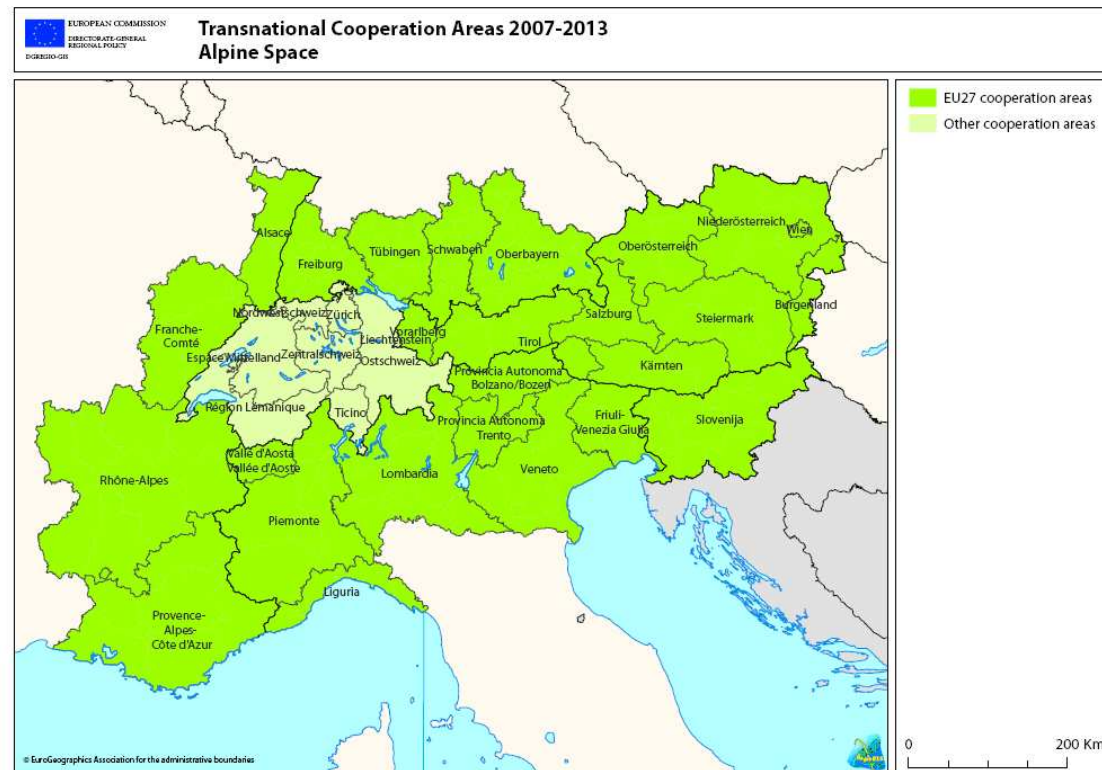 EUROPEAN COMMISSION
DIRECTORATE-GENERAL
REGIONAL POLICY
DGREGIO-GIS
Transnational Cooperation Areas 2007-2013
Alpine Space
EU27 cooperation areas
Other cooperation areas
Alsace
Freiburg
Tübingen
Schwaben
Oberbayern
Niederösterreich
Wien
Oberösterreich
Burgenland
Salzburg
Steiermark
Franche-
Comté
Nordwestschweiz
Zürich
Vorarlberg
Liechtenstein
Tirol
Espace Mittelland
Zentralschweiz
Ostschweiz
Kärnten
Provincia Autonoma
Bolzano/Bozen
Région Lémanique
Ticino
Provincia Autonoma
Trento
Friuli-
Venezia Giulia
Slovenija
Valle d'Aosta
Vallée d'Aoste
Rhône-Alpes
Lombardia
Veneto
Piemonte
Liguria
Provence-
Alpes-
Côte d'Azur
© EuroGeographics Association for the administrative boundaries
0 200 Km